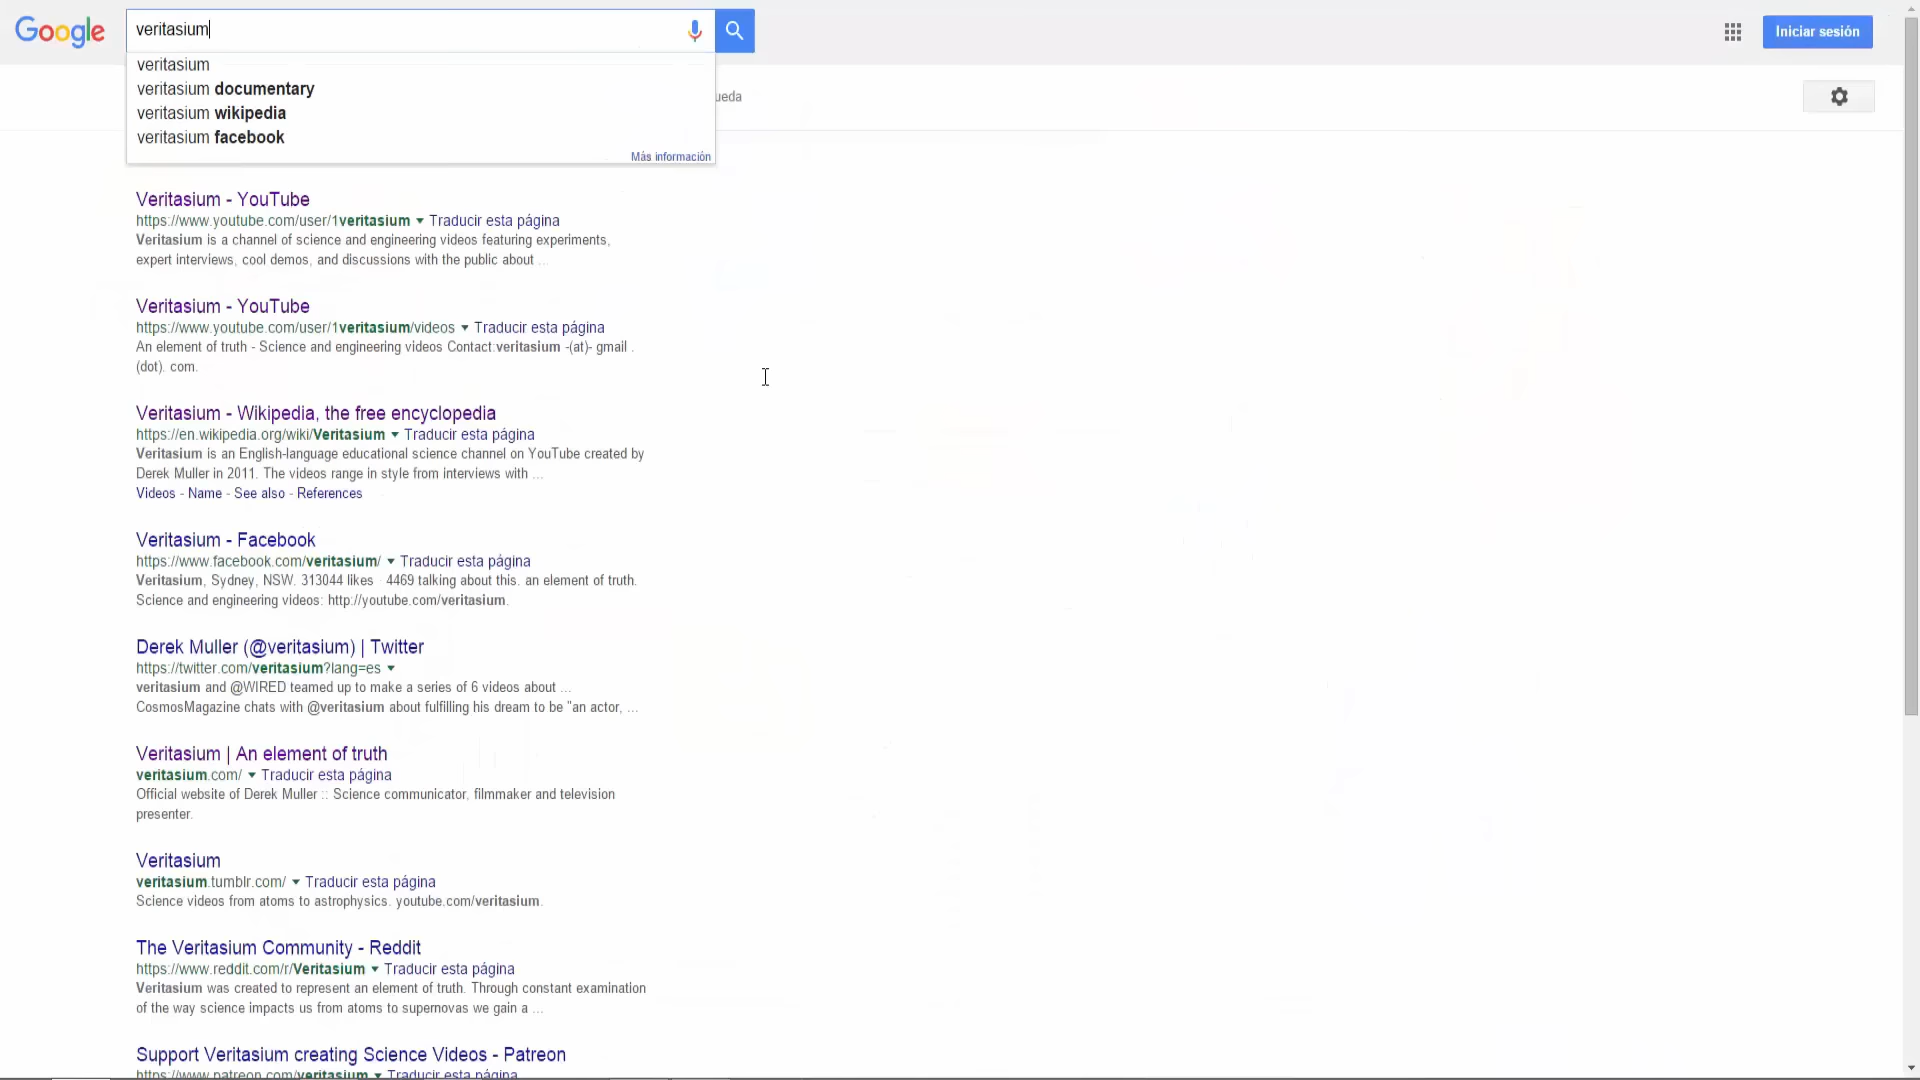 Google
veritasium
Iniciar sesión
veritasium
veritasium documentary
veritasium wikipedia
veritasium facebook
Más información
ueda
Veritasium - YouTube
https://www.youtube.com/user/1veritasium Traducir esta página
Veritasium is a channel of science and engineering videos featuring experiments,
expert interviews, cool demos, and discussions with the public about ...
Veritasium - YouTube
https://www.youtube.com/user/1veritasium/videos Traducir esta página
An element of truth - Science and engineering videos Contact:veritasium -(at)- gmail .
(dot). com.
Veritasium - Wikipedia, the free encyclopedia
https://en.wikipedia.org/wiki/Veritasium Traducir esta página
Veritasium is an English-language educational science channel on YouTube created by
Derek Muller in 2011. The videos range in style from interviews with ...
Videos - Name - See also - References
Veritasium - Facebook
https://www.facebook.com/veritasium/ Traducir esta página
Veritasium, Sydney, NSW. 313044 likes · 4469 talking about this. an element of truth.
Science and engineering videos: http://youtube.com/veritasium.
Derek Muller (@veritasium) | Twitter
https://twitter.com/veritasium?lang=es
veritasium and @WIRED teamed up to make a series of 6 videos about ...
CosmosMagazine chats with @veritasium about fulfilling his dream to be "an actor, ...
Veritasium | An element of truth
veritasium.com/ Traducir esta página
Official website of Derek Muller :: Science communicator, filmmaker and television
presenter.
Veritasium
veritasium.tumblr.com/ Traducir esta página
Science videos from atoms to astrophysics. youtube.com/veritasium.
The Veritasium Community - Reddit
https://www.reddit.com/r/Veritasium Traducir esta página
Veritasium was created to represent an element of truth. Through constant examination
of the way science impacts us from atoms to supernovas we gain a ...
Support Veritasium creating Science Videos - Patreon
https://www.patreon.com/veritasium Traducir esta página